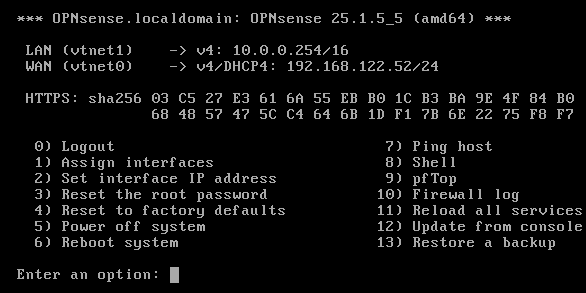 *** OPNsense.localdomain: OPNsense 25.1.5_5 (amd64) ***
LAN (vtnet1)    -> v4: 10.0.0.254/16
WAN (vtnet0)    -> v4/DHCP4: 192.168.122.52/24
HTTPS: sha256 03 C5 27 E3 61 6A 55 EB B0 1C B3 BA 9E 4F 84 B0
68 48 57 47 5C C4 64 6B 1D F1 7B 6E 22 75 F8 F7
0) Logout                              7) Ping host
1) Assign interfaces                   8) Shell
2) Set interface IP address            9) pfTop
3) Reset the root password            10) Firewall log
4) Reset to factory defaults          11) Reload all services
5) Power off system                   12) Update from console
6) Reboot system                      13) Restore a backup
Enter an option: